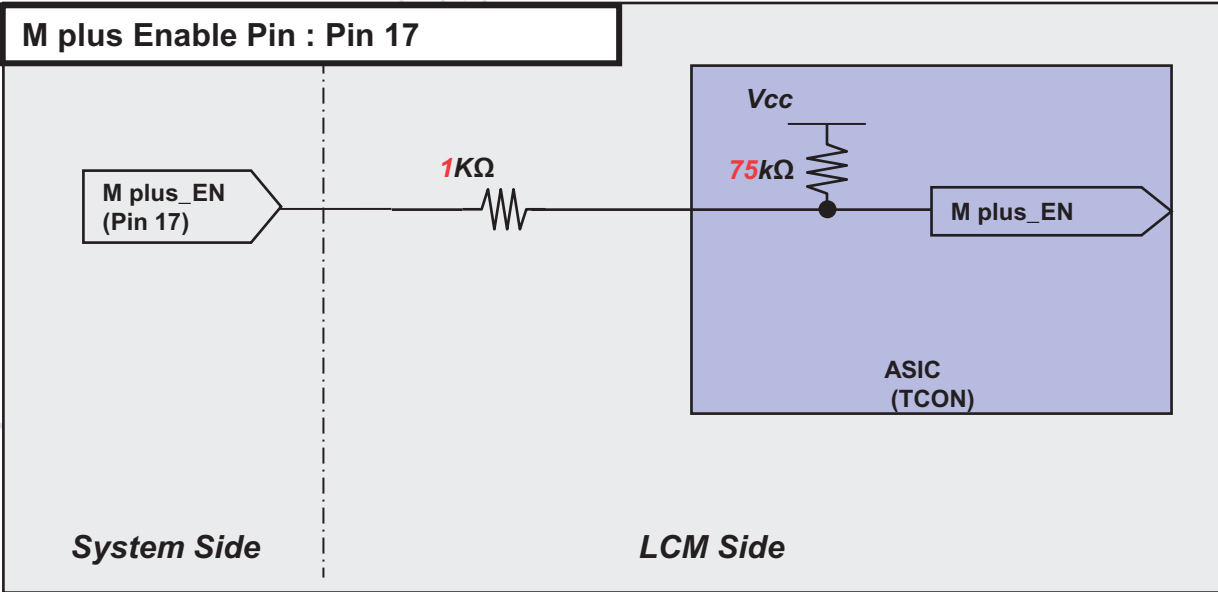 M plus Enable Pin : Pin 17
Vcc
1KΩ
75kΩ
M plus_EN
(Pin 17)
M plus_EN
ASIC
(TCON)
System Side
LCM Side